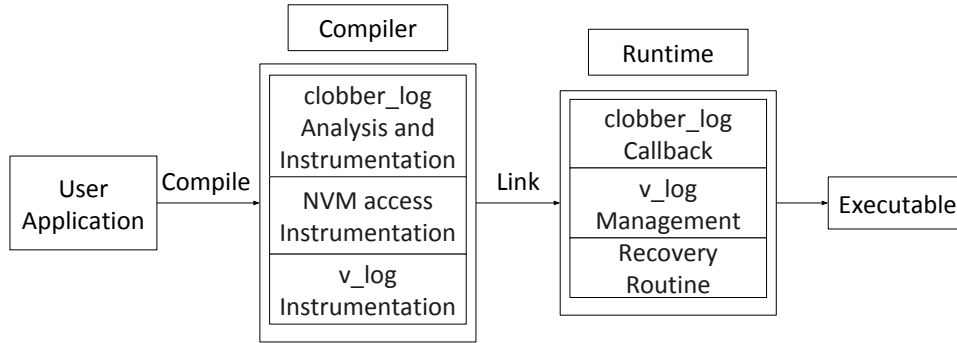 Compiler
Runtime
clobber_log
Analysis and
Instrumentation
NVM access
Instrumentation
v_log
Instrumentation
clobber_log
Callback
v_log
Management
Recovery
Routine
User
Application
Compile
Link
Executable